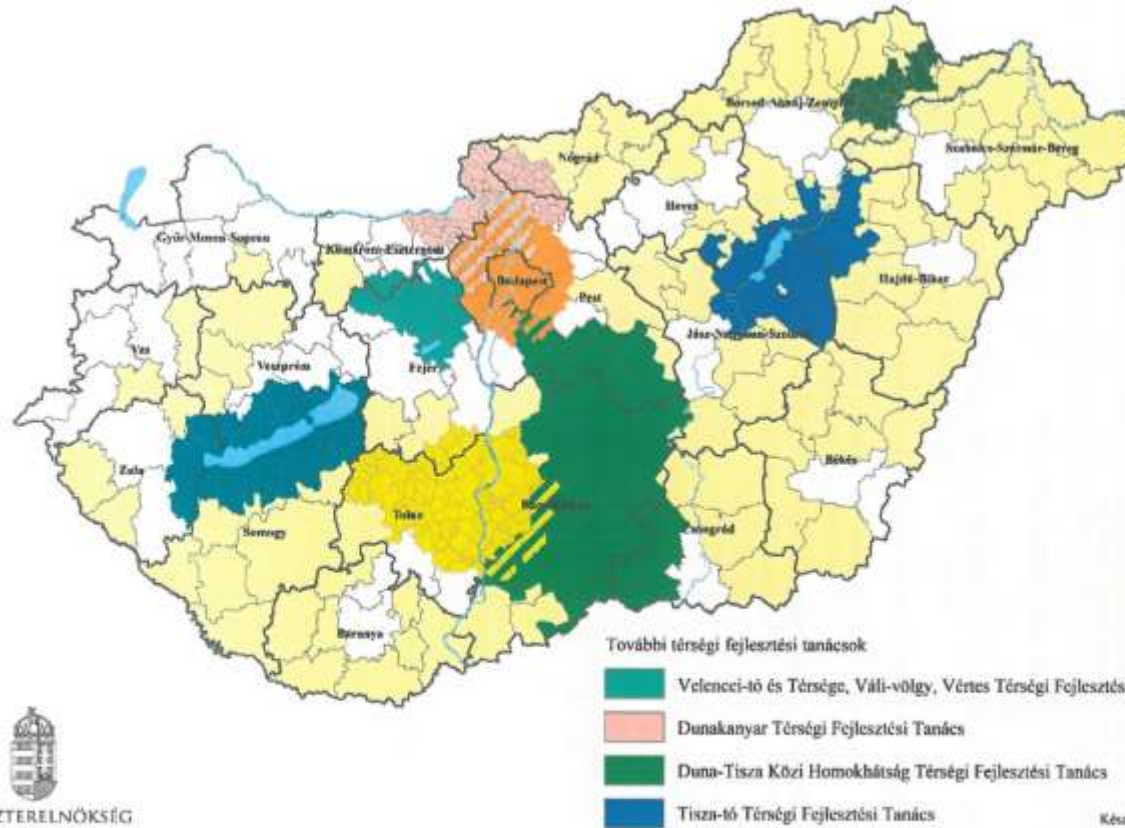 Borsod-Abaúj-Zemplén
Szabolcs-Szatmár-Bereg
Nógrád
Heves
Győr-Moson-Sopron
Komárom-Esztergom
Budapest
Hajdú-Bihar
Pest
Jász-Nagykun-Szolnok
Vas
Veszprém
Fejér
Zala
Békés
Tolna
Somogy
Csongrád
Baranya
További térségi fejlesztési tanácsok
Velencei-tó és Térsége, Váli-völgy, Vértes Térségi Fejlesztés
Dunakanyar Térségi Fejlesztési Tanács
Duna-Tisza Közi Homokhátság Térségi Fejlesztési Tanács
Tisza-tó Térségi Fejlesztési Tanács
ZTERELNÖKSÉG
Kész